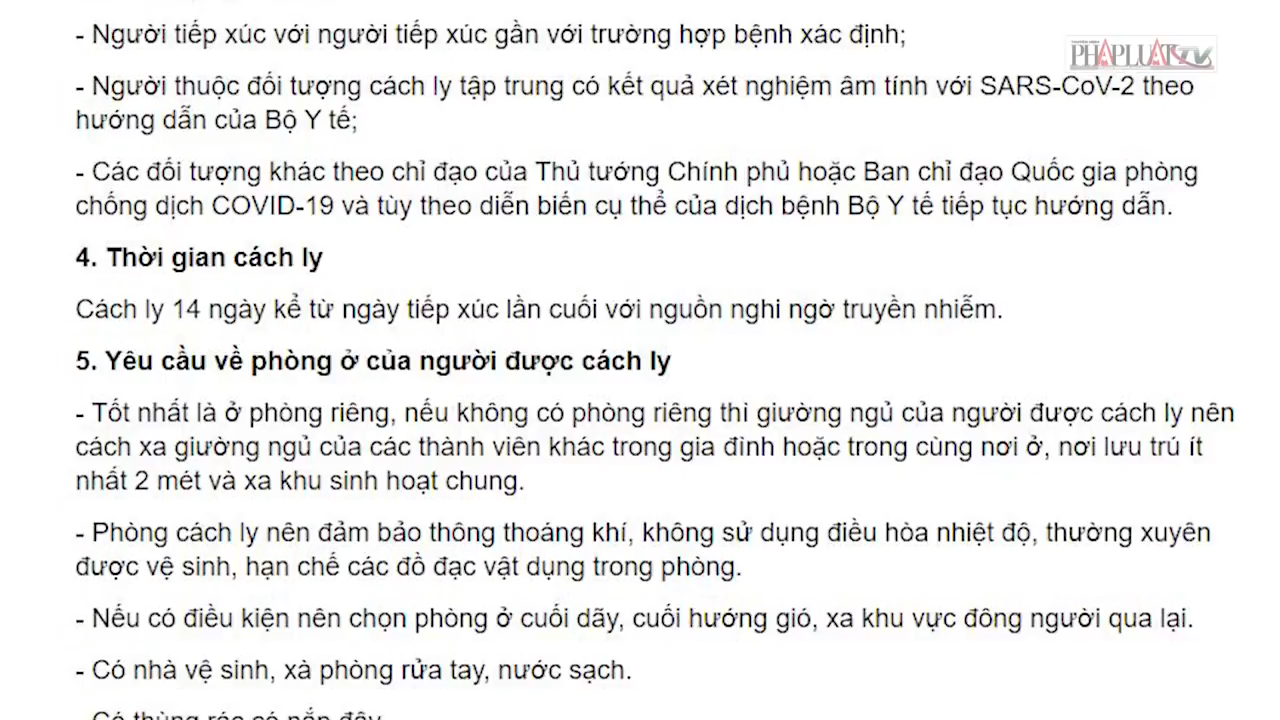 - Người tiếp xúc với người tiếp xúc gần với trường hợp bệnh xác định;
PHAPLUAT TV
- Người thuộc đối tượng cách ly tập trung có kết quả xét nghiệm âm tính với SARS-CoV-2 theo
hướng dẫn của Bộ Y tế;
- Các đối tượng khác theo chỉ đạo của Thủ tướng Chính phủ hoặc Ban chỉ đạo Quốc gia phòng
chống dịch COVID-19 và tùy theo diễn biến cụ thể của dịch bệnh Bộ Y tế tiếp tục hướng dẫn.
4. Thời gian cách ly
Cách ly 14 ngày kể từ ngày tiếp xúc lần cuối với nguồn nghi ngờ truyền nhiễm.
5. Yêu cầu về phòng ở của người được cách ly
- Tốt nhất là ở phòng riêng, nếu không có phòng riêng thì giường ngủ của người được cách ly nên
cách xa giường ngủ của các thành viên khác trong gia đình hoặc trong cùng nơi ở, nơi lưu trú ít
nhất 2 mét và xa khu sinh hoạt chung.
- Phòng cách ly nên đảm bảo thông thoáng khí, không sử dụng điều hòa nhiệt độ, thường xuyên
được vệ sinh, hạn chế các đồ đạc vật dụng trong phòng.
- Nếu có điều kiện nên chọn phòng ở cuối dãy, cuối hướng gió, xa khu vực đông người qua lại.
- Có nhà vệ sinh, xà phòng rửa tay, nước sạch.
- Có thùng rác có nắp đậy